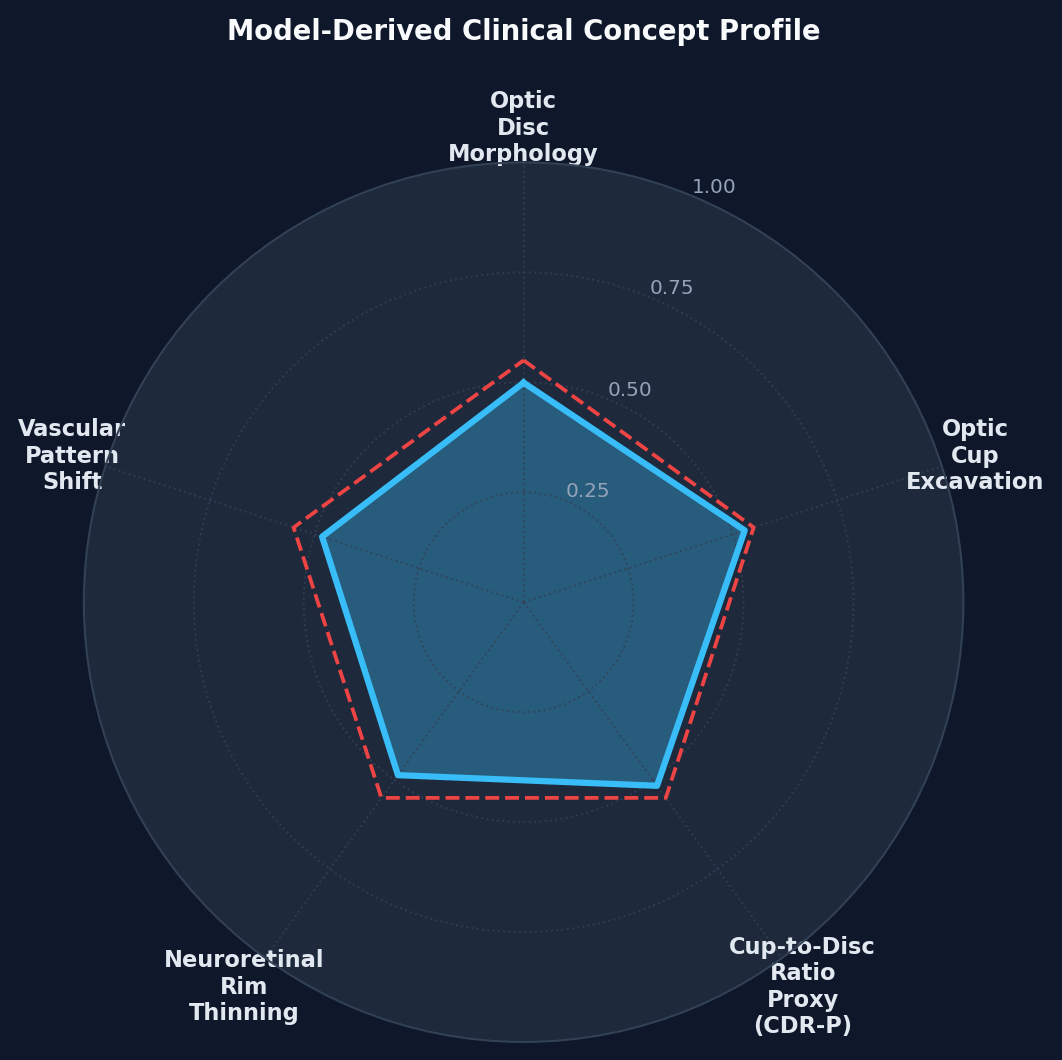 Model-Derived Clinical Concept Profile
Optic
Disc
Morphology
1.00
0.75
0.50
0.25
Vascular
Pattern
Shift
Optic
Cup
Excavation
Neuroretinal
Rim
Thinning
Cup-to-Disc
Ratio
Proxy
(CDR-P)